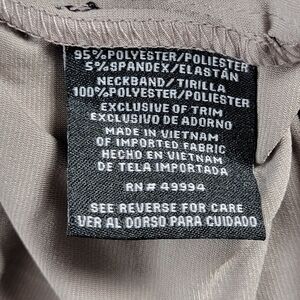 95%POLYESTER/POLIESTER
5%SPANDEX/ELASTÁN
NECKBAND/TIRILLA
100%POLYESTER/POLIESTER
EXCLUSIVE OF TRIM
EXCLUSIVO DE ADORNO
MADE IN VIETNAM
OF IMPORTED FABRIC
HECHO EN VIETNAM
DE TELA IMPORTADA
RN# 49994
SEE REVERSE FOR CARE
VER AL DORSO PARA CUIDADO